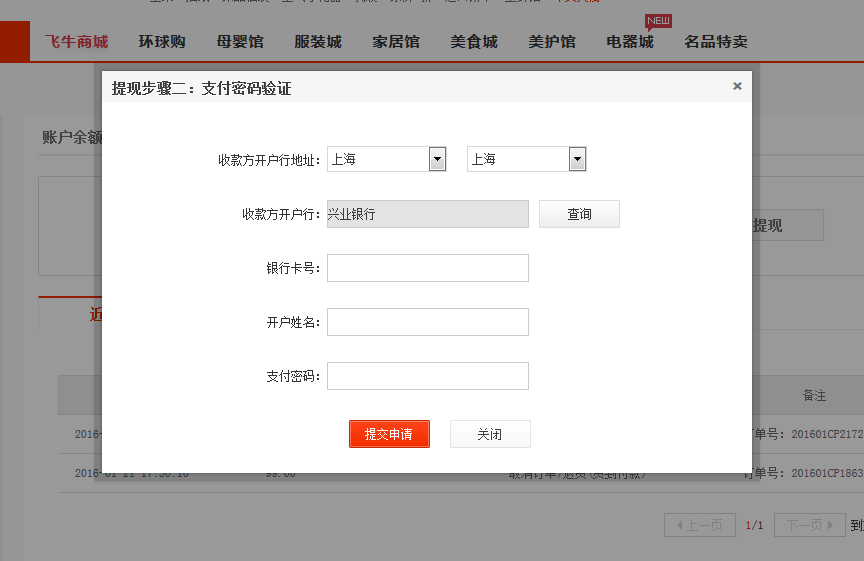 飞牛商城 环球购 母婴馆 服装城 家居馆 美食城 美护馆 电器城 NEW 名品特卖
提现步骤二：支付密码验证 ×
账户余额
收款方开户行地址： 上海 上海
收款方开户行： 兴业银行 查询
提现
银行卡号：
近
开户姓名：
支付密码：
备注
提交申请 关闭
2016- 订单号：201601CP2172
2016-01-21 17:50:10 99.00 取消订单/退货(货到付款) 订单号：201601CP1863
上一页 1/1 下一页 到